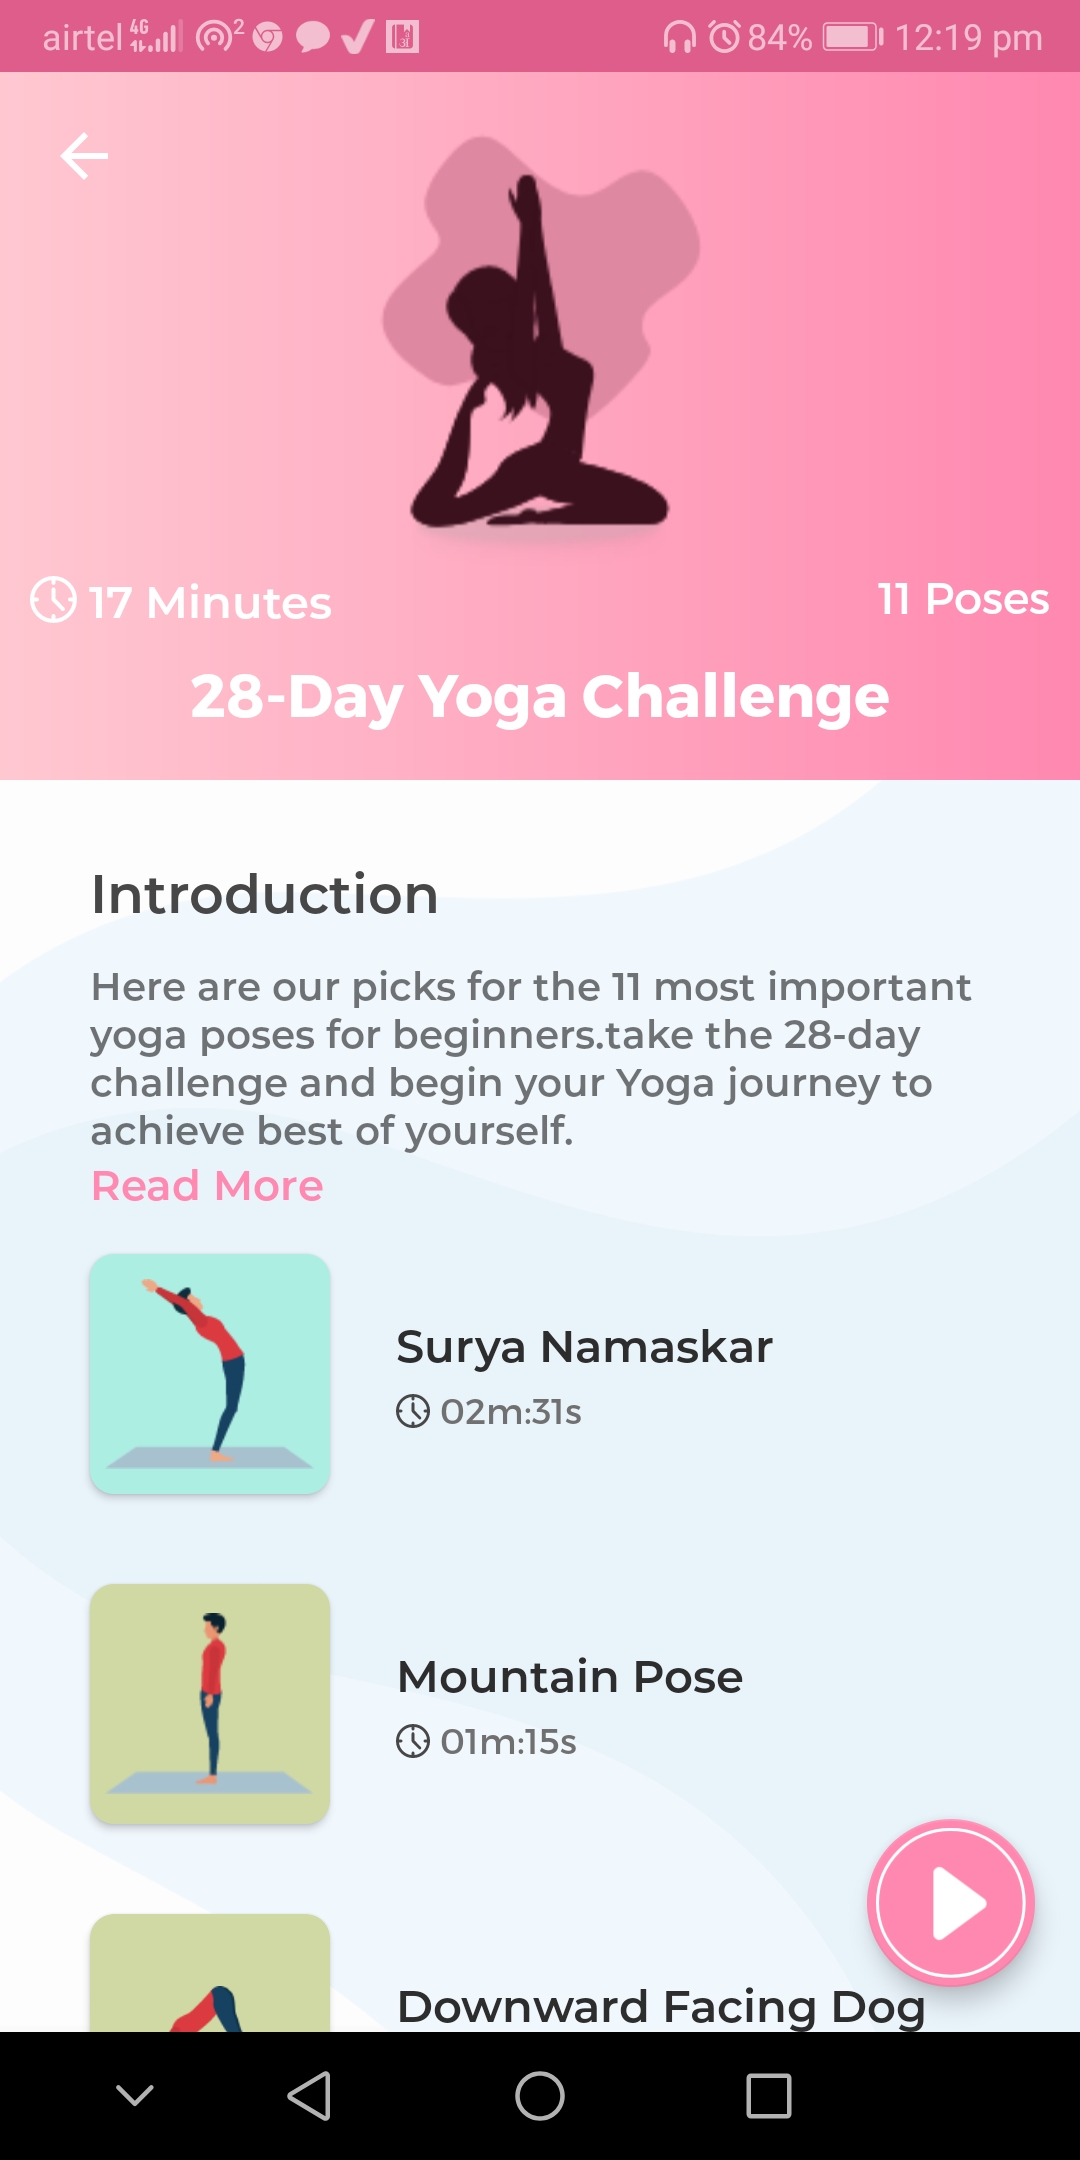 airtel 4G 2 84% 12:19 pm
17 Minutes 11 Poses
28-Day Yoga Challenge
Introduction
Here are our picks for the 11 most important
yoga poses for beginners.take the 28-day
challenge and begin your Yoga journey to
achieve best of yourself.
Read More
Surya Namaskar
02m:31s
Mountain Pose
01m:15s
Downward Facing Dog